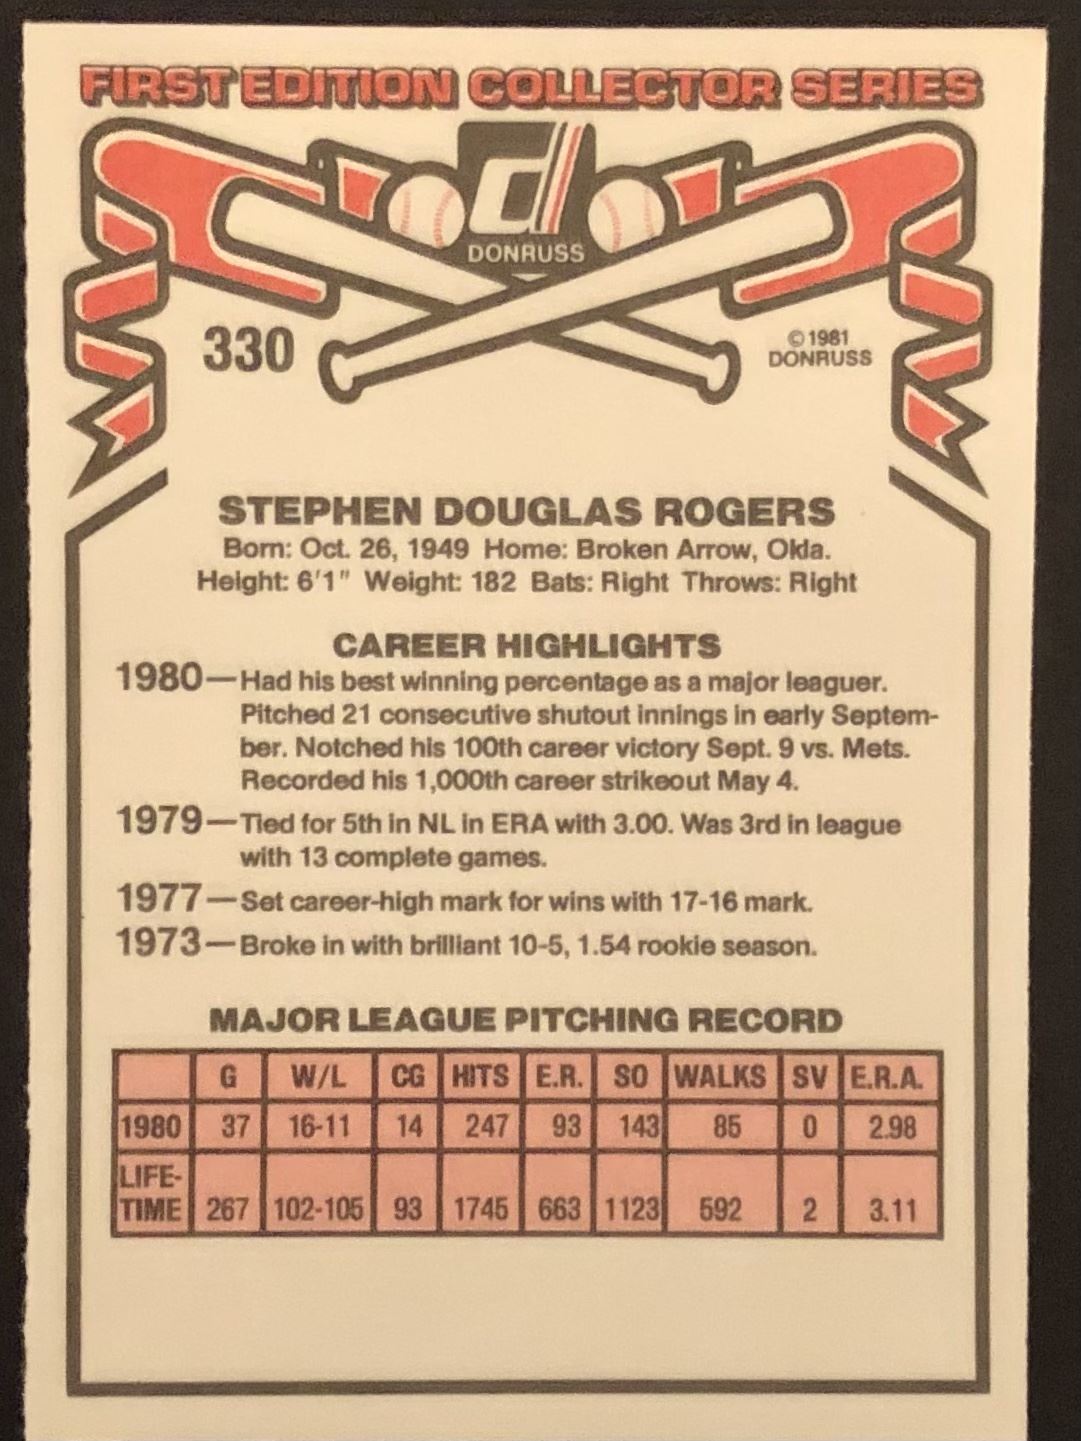 FIRST EDITION COLLECTOR SERIES
d
DONRUSS
330
© 1981
DONRUSS
STEPHEN DOUGLAS ROGERS
Born: Oct. 26, 1949 Home: Broken Arrow, Okla.
Height: 6'1" Weight: 182 Bats: Right Throws: Right
CAREER HIGHLIGHTS
1980—Had his best winning percentage as a major leaguer.
Pitched 21 consecutive shutout innings in early Septem-
ber. Notched his 100th career victory Sept. 9 vs. Mets.
Recorded his 1,000th career strikeout May 4.
1979—Tied for 5th in NL in ERA with 3.00. Was 3rd in league
with 13 complete games.
1977—Set career-high mark for wins with 17-16 mark.
1973—Broke in with brilliant 10-5, 1.54 rookie season.
MAJOR LEAGUE PITCHING RECORD
G W/L CG HITS E.R. SO WALKS SV E.R.A.
1980 37 16-11 14 247 93 143 85 0 2.98
LIFE-
TIME 267 102-105 93 1745 663 1123 592 2 3.11